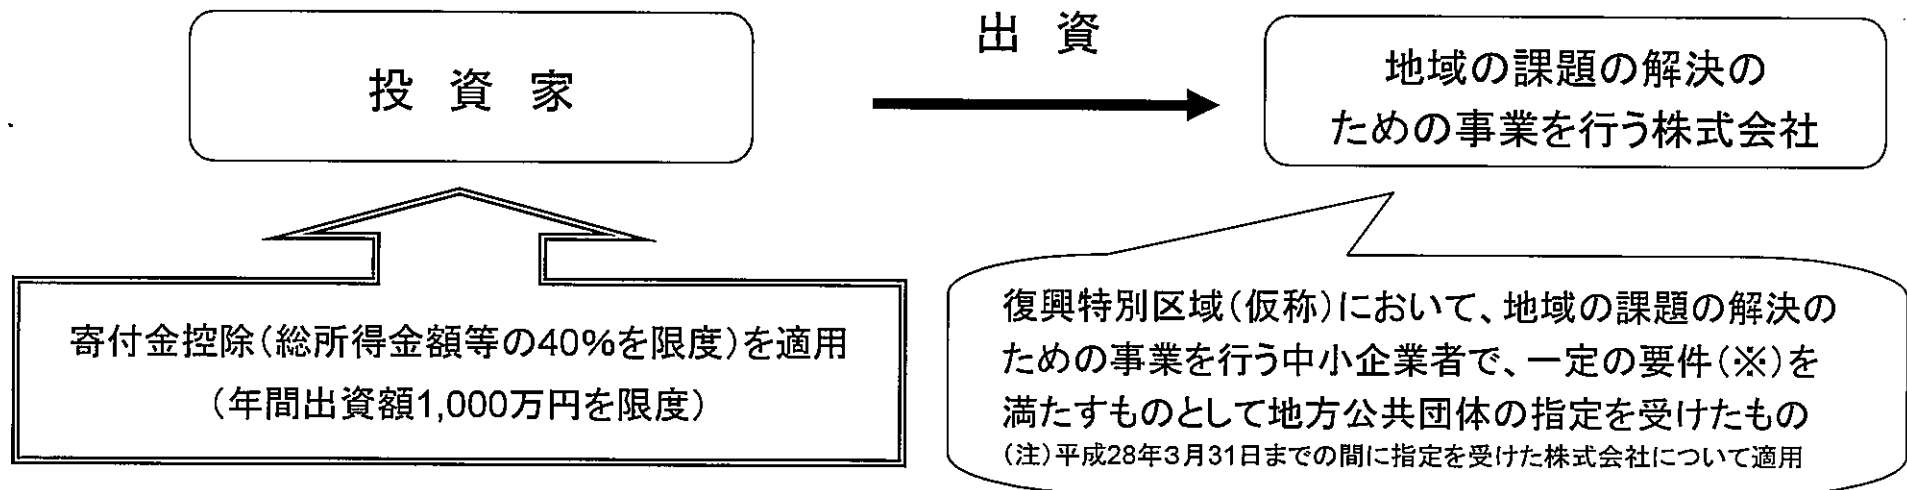 投資家
出資
地域の課題の解決の
ための事業を行う株式会社
寄付金控除(総所得金額等の40%を限度)を適用
(年間出資額1,000万円を限度)
復興特別区域(仮称)において、地域の課題の解決の
ための事業を行う中小企業者で、一定の要件(※)を
満たすものとして地方公共団体の指定を受けたもの
(注)平成28年3月31日までの間に指定を受けた株式会社について適用